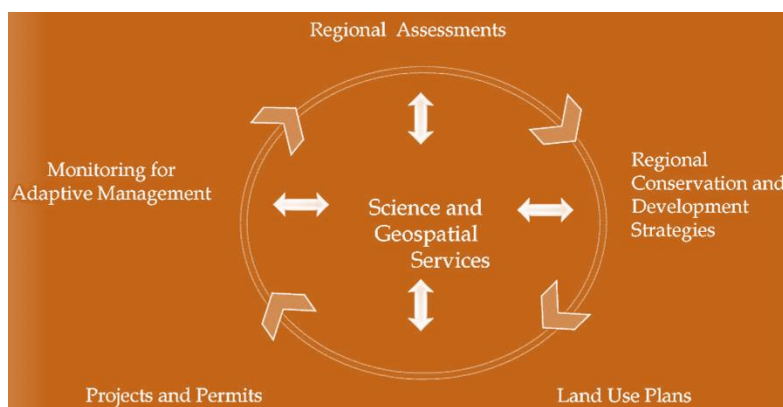 Regional Assessments
Monitoring for
Adaptive Management
Regional
Conservation and
Development
Strategies
Science and
Geospatial
Services
Projects and Permits
Land Use Plans